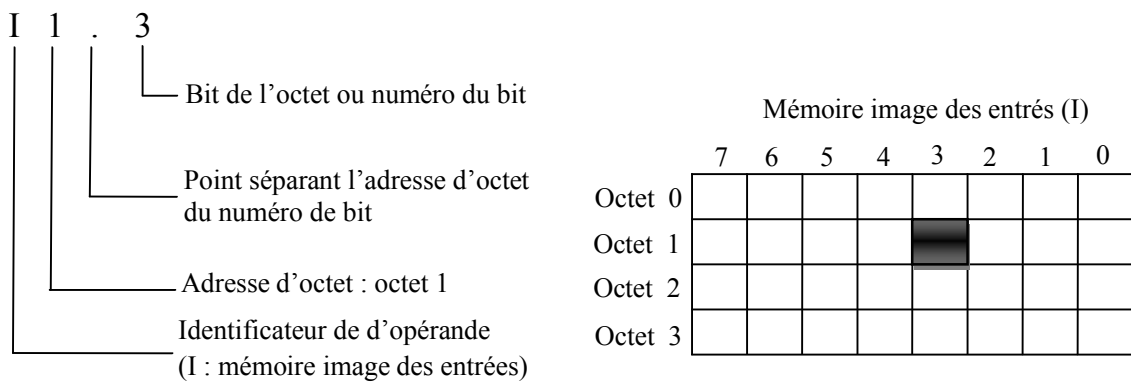 I 1 . 3
Bit de l’octet ou numéro du bit
Point séparant l’adresse d’octet
du numéro de bit
Adresse d’octet : octet 1
Identificateur de d’opérande
(I : mémoire image des entrées)
Mémoire image des entrés (I)
7 6 5 4 3 2 1 0
Octet 0
Octet 1
Octet 2
Octet 3